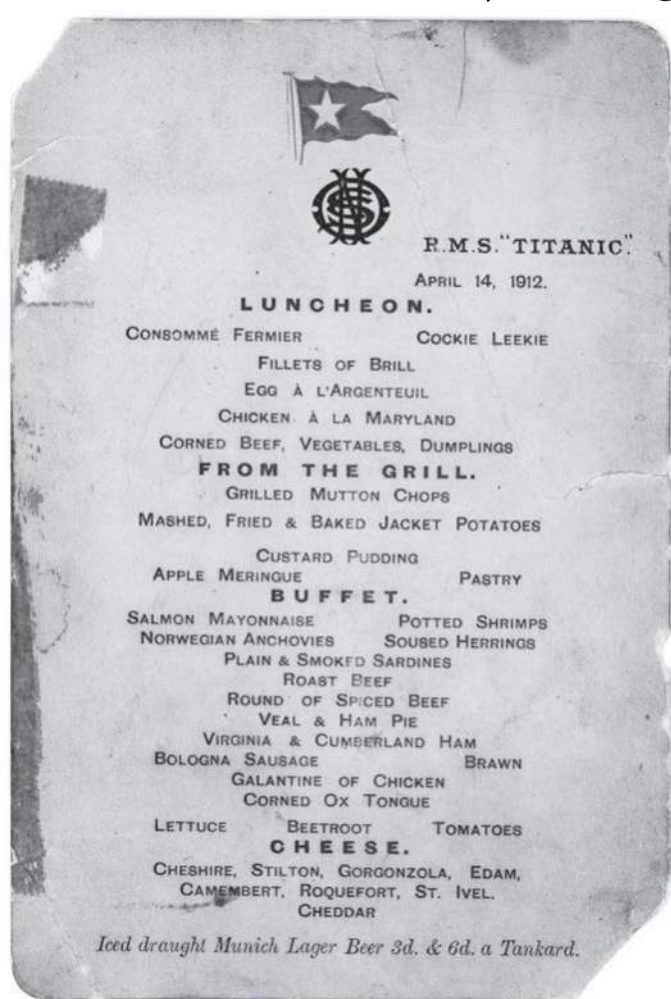 R.M.S. "TITANIC".
APRIL 14, 1912.
LUNCHEON.
CONSOMMÉ FERMIER COCKIE LEEKIE
FILLETS OF BRILL
EGG À L'ARGENTEUIL
CHICKEN À LA MARYLAND
CORNED BEEF, VEGETABLES, DUMPLINGS
FROM THE GRILL.
GRILLED MUTTON CHOPS
MASHED, FRIED & BAKED JACKET POTATOES
CUSTARD PUDDING
APPLE MERINGUE PASTRY
BUFFET.
SALMON MAYONNAISE POTTED SHRIMPS
NORWEGIAN ANCHOVIES SOUSED HERRINGS
PLAIN & SMOKED SARDINES
ROAST BEEF
ROUND OF SPICED BEEF
VEAL & HAM PIE
VIRGINIA & CUMBERLAND HAM
BOLOGNA SAUSAGE BRAWN
GALANTINE OF CHICKEN
CORNED OX TONGUE
LETTUCE BEETROOT TOMATOES
CHEESE.
CHESHIRE, STILTON, GORGONZOLA, EDAM,
CAMEMBERT, ROQUEFORT, ST. IVEL.
CHEDDAR
Iced draught Munich Lager Beer 3d. & 6d. a Tankard.